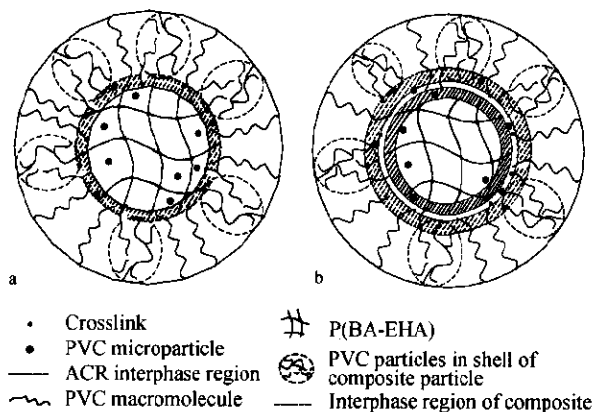 a
b
Crosslink
P(BA-EHA)
PVC microparticle
PVC particles in shell of
composite particle
ACR interphase region
PVC macromolecule
Interphase region of composite